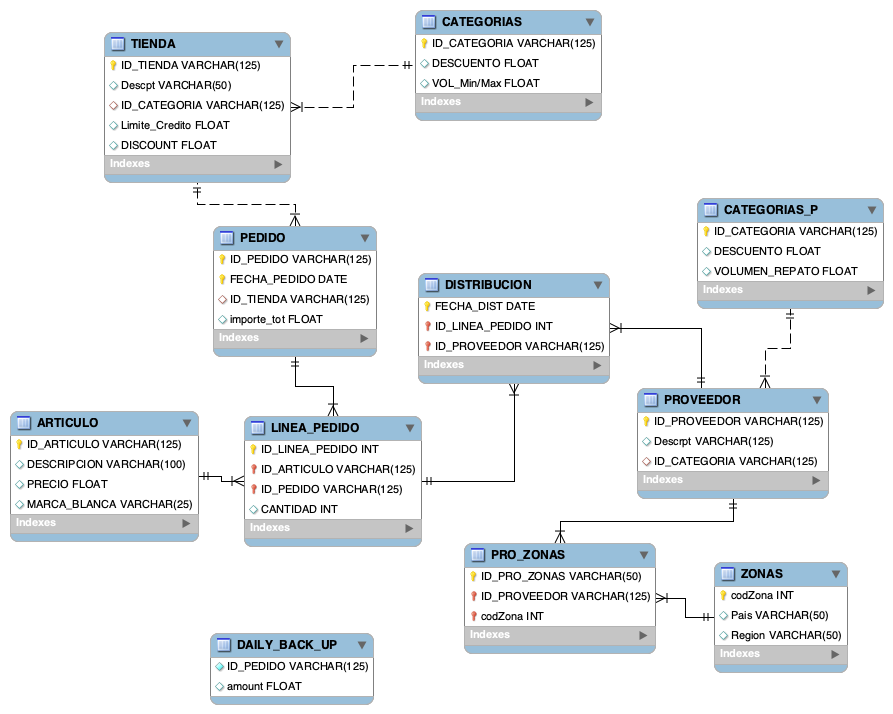 CATEGORIAS
ID_CATEGORIA VARCHAR(125)
DESCUENTO FLOAT
VOL_Min/Max FLOAT
Indexes
TIENDA
ID_TIENDA VARCHAR(125)
Descpt VARCHAR(50)
ID_CATEGORIA VARCHAR(125)
Limite_Credito FLOAT
DISCOUNT FLOAT
Indexes
CATEGORIAS_P
ID_CATEGORIA VARCHAR(125)
DESCUENTO FLOAT
VOLUMEN_REPATO FLOAT
Indexes
PEDIDO
ID_PEDIDO VARCHAR(125)
FECHA_PEDIDO DATE
ID_TIENDA VARCHAR(125)
importe_tot FLOAT
Indexes
DISTRIBUCION
FECHA_DIST DATE
ID_LINEA_PEDIDO INT
ID_PROVEEDOR VARCHAR(125)
Indexes
PROVEEDOR
ID_PROVEEDOR VARCHAR(125)
Descrpt VARCHAR(125)
ID_CATEGORIA VARCHAR(125)
Indexes
ARTICULO
ID_ARTICULO VARCHAR(125)
DESCRIPCION VARCHAR(100)
PRECIO FLOAT
MARCA_BLANCA VARCHAR(25)
Indexes
LINEA_PEDIDO
ID_LINEA_PEDIDO INT
ID_ARTICULO VARCHAR(125)
ID_PEDIDO VARCHAR(125)
CANTIDAD INT
Indexes
PRO_ZONAS
ID_PRO_ZONAS VARCHAR(50)
ID_PROVEEDOR VARCHAR(125)
codZona INT
Indexes
ZONAS
codZona INT
Pais VARCHAR(50)
Region VARCHAR(50)
Indexes
DAILY_BACK_UP
ID_PEDIDO VARCHAR(125)
amount FLOAT